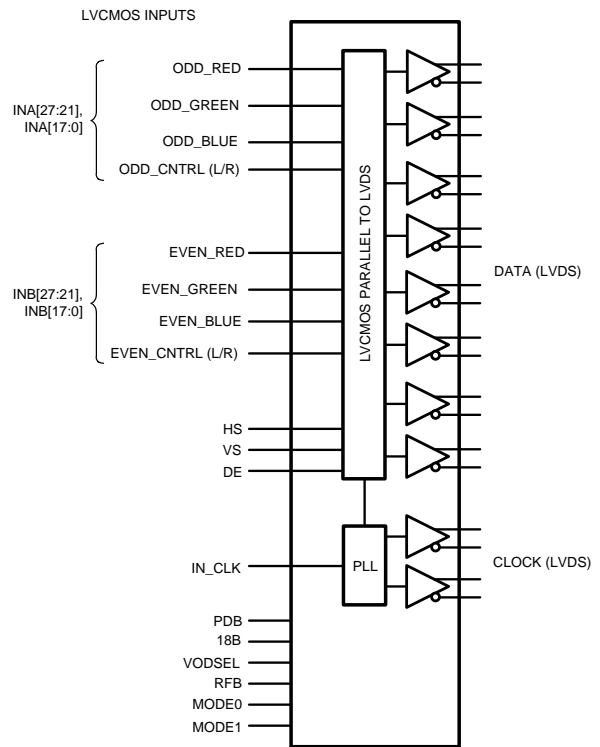 LVCMOS INPUTS
ODD_RED
ODD_GREEN
ODD_BLUE
ODD_CNTRL (L/R)
INA[27:21],
INA[17:0]
EVEN_RED
EVEN_GREEN
EVEN_BLUE
EVEN_CNTRL (L/R)
INB[27:21],
INB[17:0]
HS
VS
DE
LVCMOS PARALLEL TO LVDS
DATA (LVDS)
IN_CLK
PLL
CLOCK (LVDS)
PDB
18B
VODSEL
RFB
MODE0
MODE1